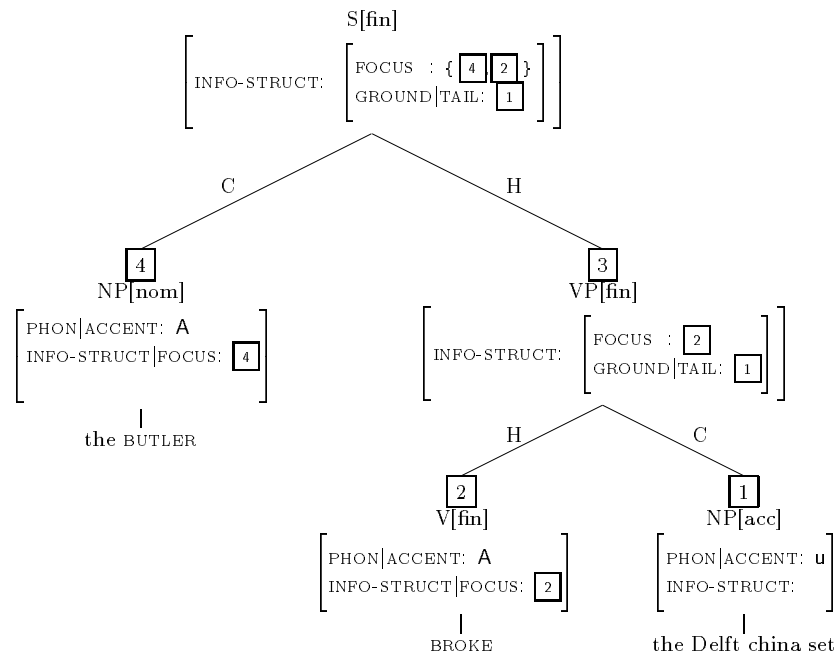 S[fin]
INFO-STRUCT: FOCUS : { 4, 2 }
GROUND|TAIL: 1
C H
4 3
NP[nom] VP[fin]
PHON|ACCENT: A
INFO-STRUCT|FOCUS: 4
INFO-STRUCT: FOCUS : 2
GROUND|TAIL: 1
the BUTLER
H C
2 1
V[fin] NP[acc]
PHON|ACCENT: A
INFO-STRUCT|FOCUS: 2
PHON|ACCENT: u
INFO-STRUCT:
BROKE the Delft china set